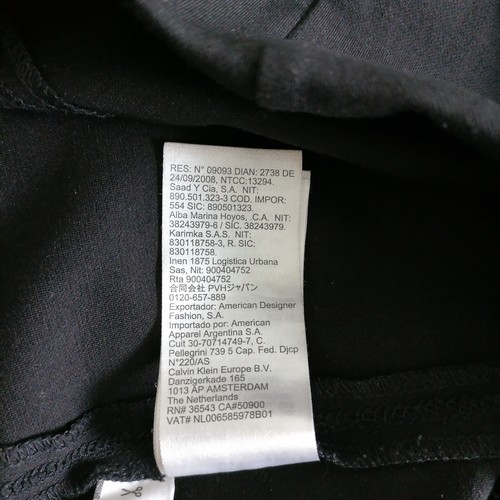 RES: N° 09093 DIAN: 2738 DE
24/09/2008, NTCC:13294.
Saad Y Cia, S.A. NIT:
890.501.323-3 COD. IMPOR:
554 SIC: 890501323.
Alba Marina Hoyos, .C.A. NIT:
38243979-6 / SIC. 38243979.
Karimka S.A.S. NIT:
830118758-3, R. SIC:
830118758.
Inen 1875 Logistica Urbana
Sas, Nit: 900404752
Rta 900404752
合同会社 PVHジャパン
0120-657-889
Exportador: American Designer
Fashion, S.A.
Importado por: American
Apparel Argentina S.A.
Cuit 30-70714749-7, C.
Pellegrini 739 5 Cap. Fed. Djcp
N°220/AS
Calvin Klein Europe B.V.
Danzigerkade 165
1013 AP AMSTERDAM
The Netherlands
RN# 36543 CA#50900
VAT# NL006585978B01